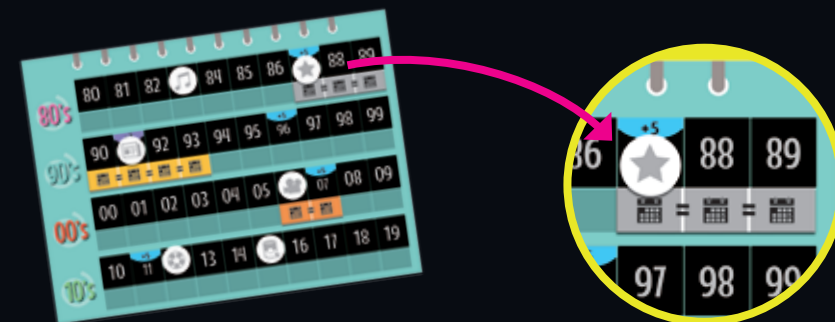 80's 80 81 82 84 85 86 +5 88 89
90's 90 92 93 94 95 +5 96 97 98 99
00's 00 01 02 03 04 05 +5 07 08 09
10's 10 +5 11 13 14 16 17 18 19
86 +5 88 89
= =
97 98 99